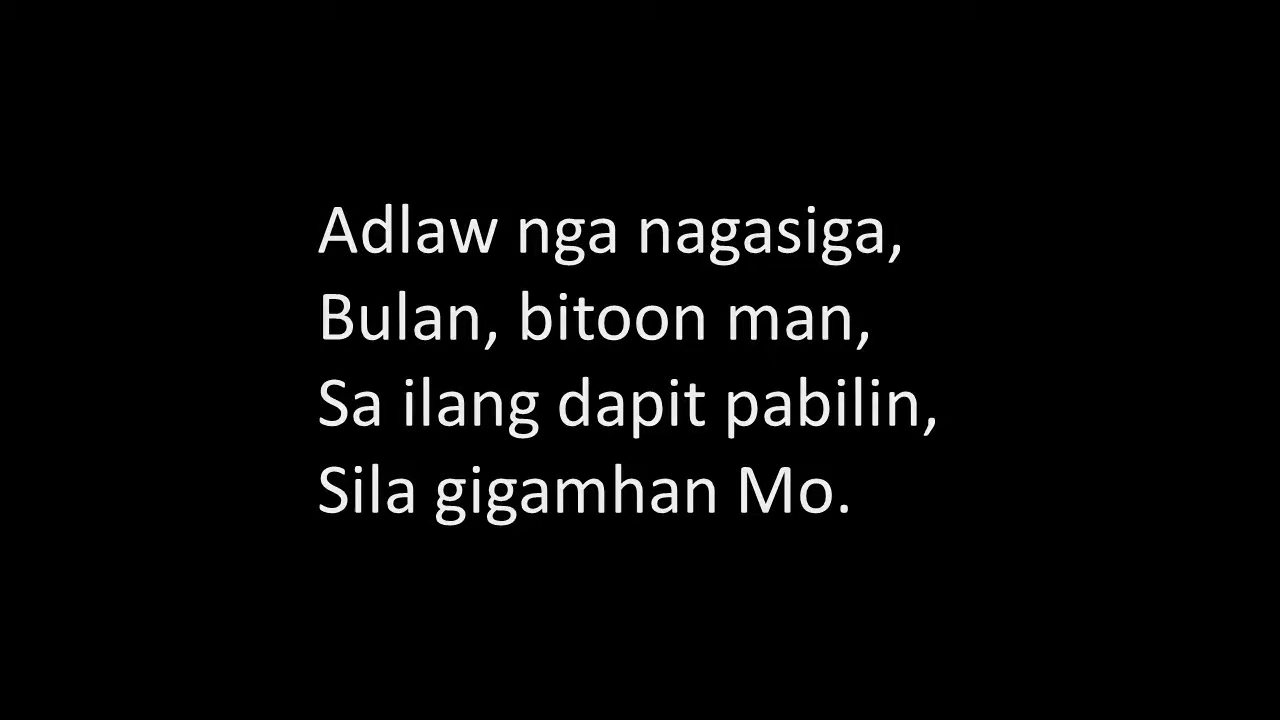 Adlaw nga nagasiga,
Bulan, bitoon man,
Sa ilang dapit pabilin,
Sila gigamhan Mo.